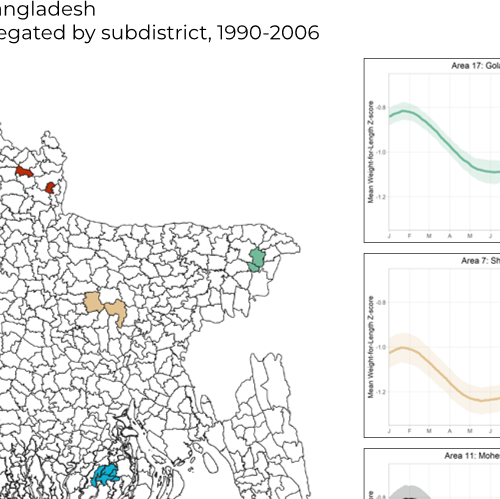 angladesh
egated by subdistrict, 1990-2006
Area 17: Gola
Mean Weight-for-Length Z-score
-0.8
-1.0
-1.2
J F M A M J
Area 7: Sh
Mean Weight-for-Length Z-score
-0.8
-1.0
-1.2
J F M A M J
Area 11: Mohe
-0.8